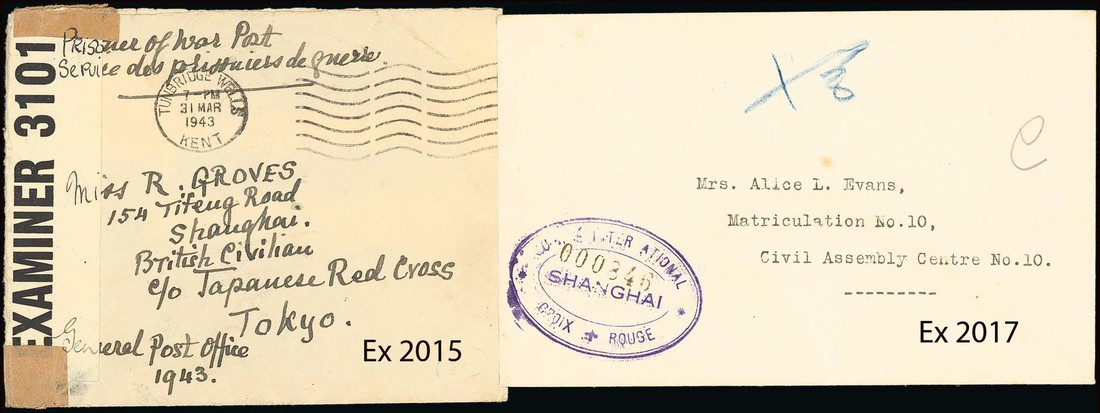 EXAMINER 3101
Prisoner of War Post
Service des prisonniers de guerre.
TUNBRIDGE WELLS
7 - PM
31 MAR
1943
KENT
Miss R. GROVES
154 Tifeng Road
Shanghai.
British Civilian
c/o Japanese Red Cross
Tokyo.
General Post Office
1943.
Ex 2015
C
Mrs. Alice L. Evans,
Matriculation No.10,
Civil Assembly Centre No.10.
---------
INTERNATIONAL
000346
SHANGHAI
CROIX ROUGE
Ex 2017